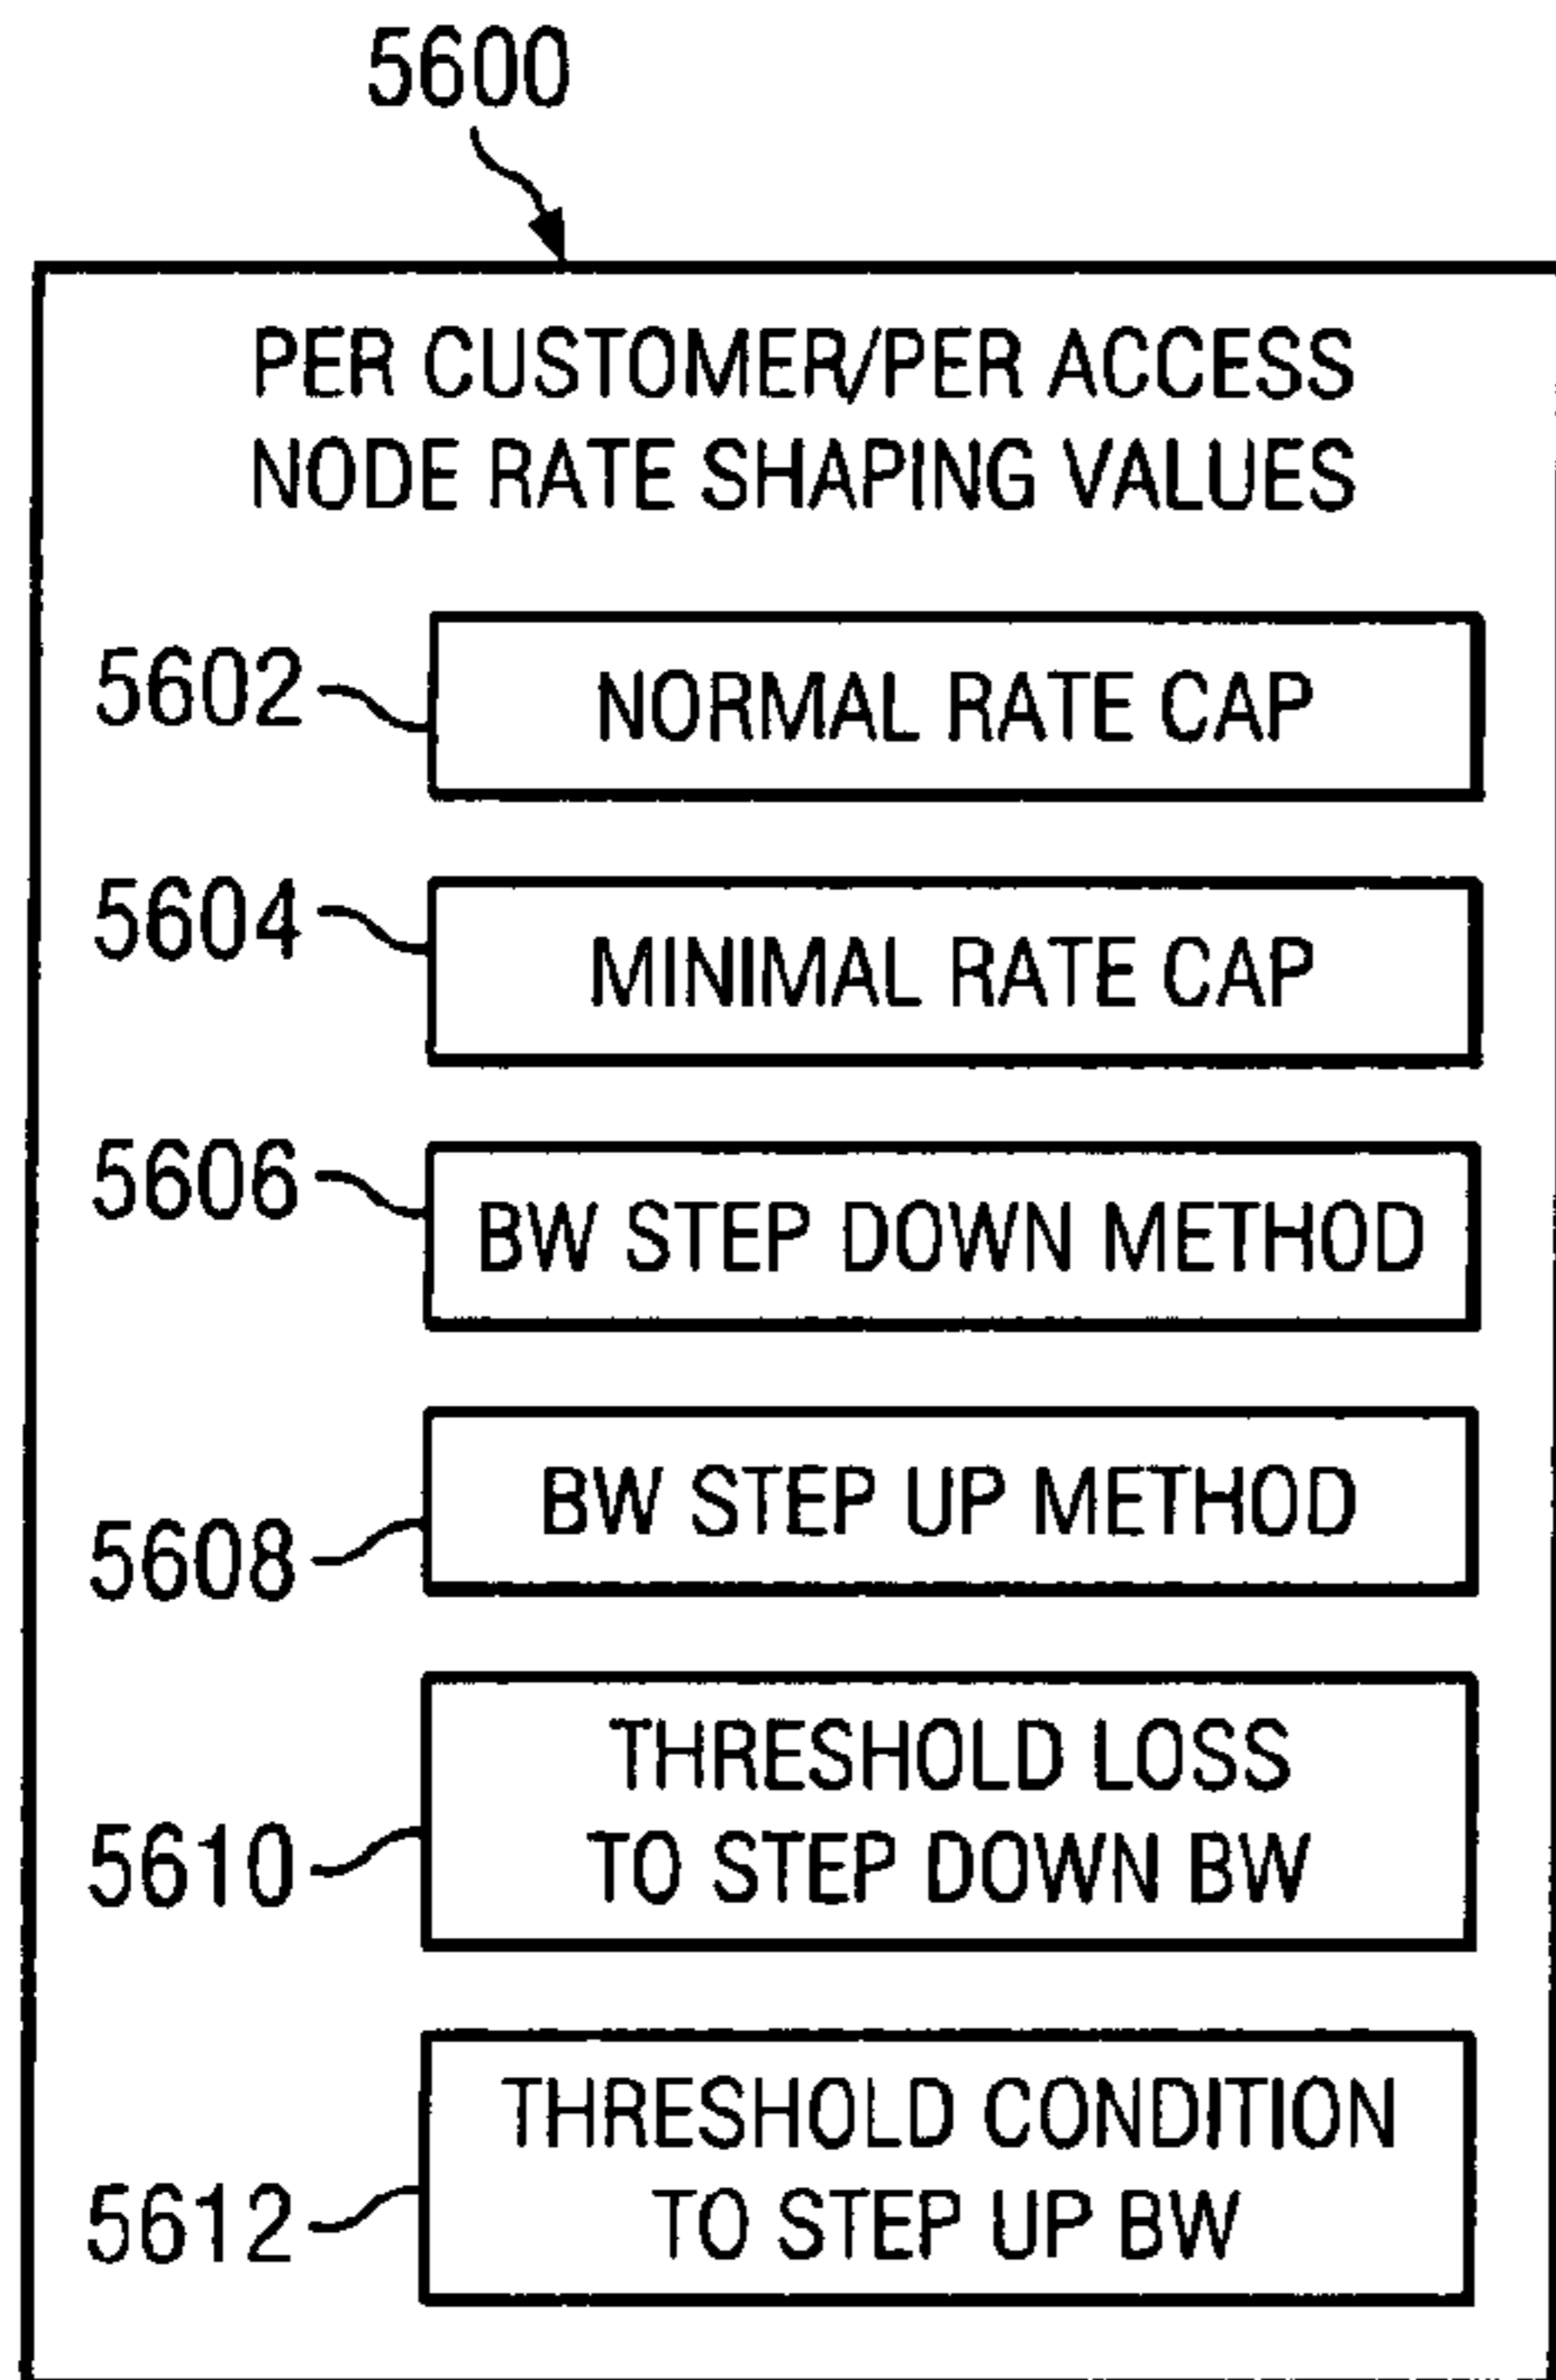 5600
PER CUSTOMER/PER ACCESS
NODE RATE SHAPING VALUES
5602
NORMAL RATE CAP
5604
MINIMAL RATE CAP
5606
BW STEP DOWN METHOD
5608
BW STEP UP METHOD
5610
THRESHOLD LOSS
TO STEP DOWN BW
5612
THRESHOLD CONDITION
TO STEP UP BW